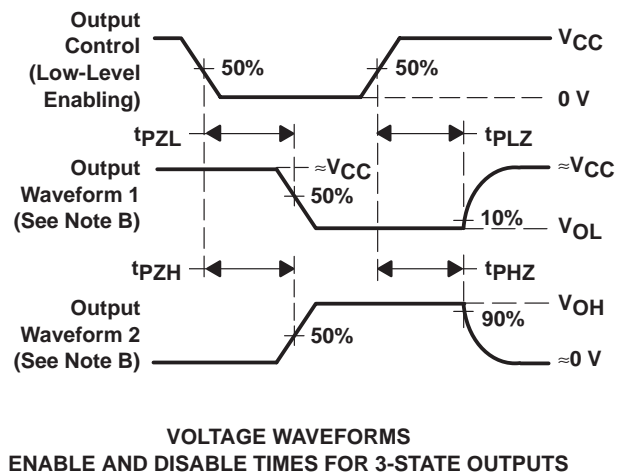 Output
Control
(Low-Level
Enabling)
50%
50%
VCC
0 V
tPZL
tPLZ
Output
Waveform 1
(See Note B)
≈VCC
50%
≈VCC
10%
VOL
tPZH
tPHZ
Output
Waveform 2
(See Note B)
50%
VOH
90%
≈0 V
VOLTAGE WAVEFORMS
ENABLE AND DISABLE TIMES FOR 3-STATE OUTPUTS